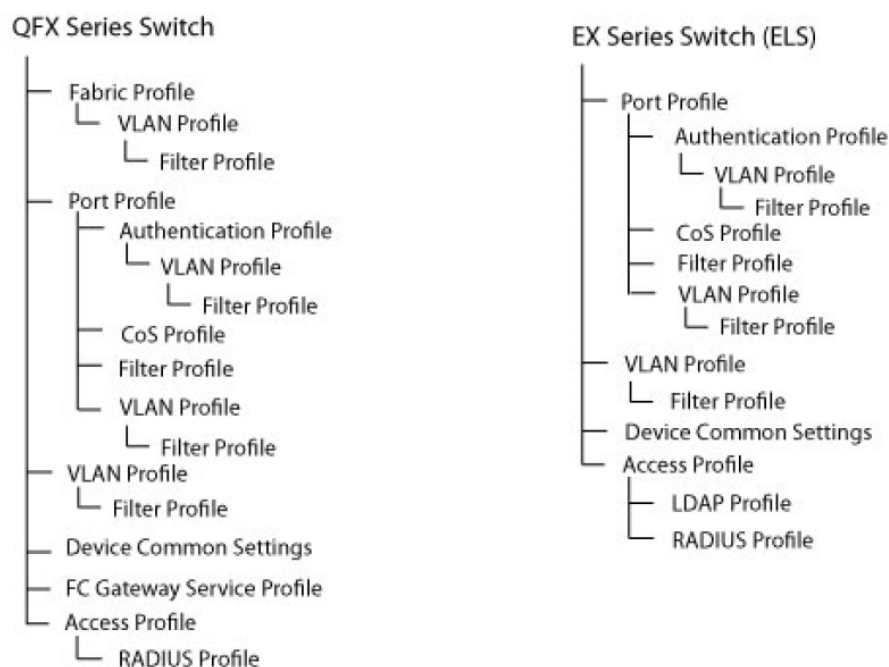 QFX Series Switch
Fabric Profile
VLAN Profile
Filter Profile
Port Profile
Authentication Profile
VLAN Profile
Filter Profile
CoS Profile
Filter Profile
VLAN Profile
Filter Profile
VLAN Profile
Filter Profile
Device Common Settings
FC Gateway Service Profile
Access Profile
RADIUS Profile
EX Series Switch (ELS)
Port Profile
Authentication Profile
VLAN Profile
Filter Profile
CoS Profile
Filter Profile
VLAN Profile
Filter Profile
VLAN Profile
Filter Profile
Device Common Settings
Access Profile
LDAP Profile
RADIUS Profile